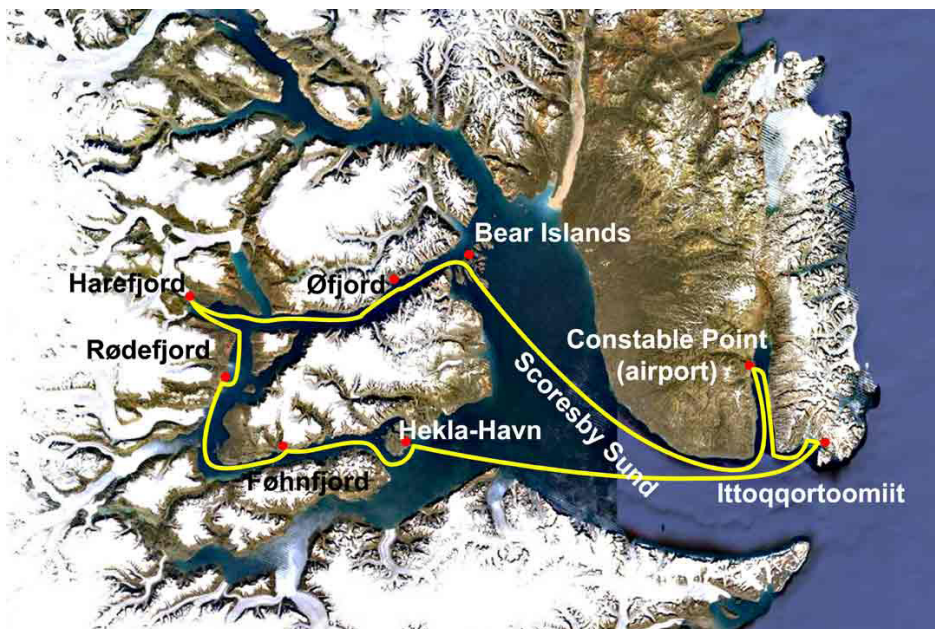 Bear Islands
Harefjord
Øfjord
Rødefjord
Constable Point
(airport)
Scoresby Sund
Hekla-Havn
Føhnfjord
Ittoqqortoomiit